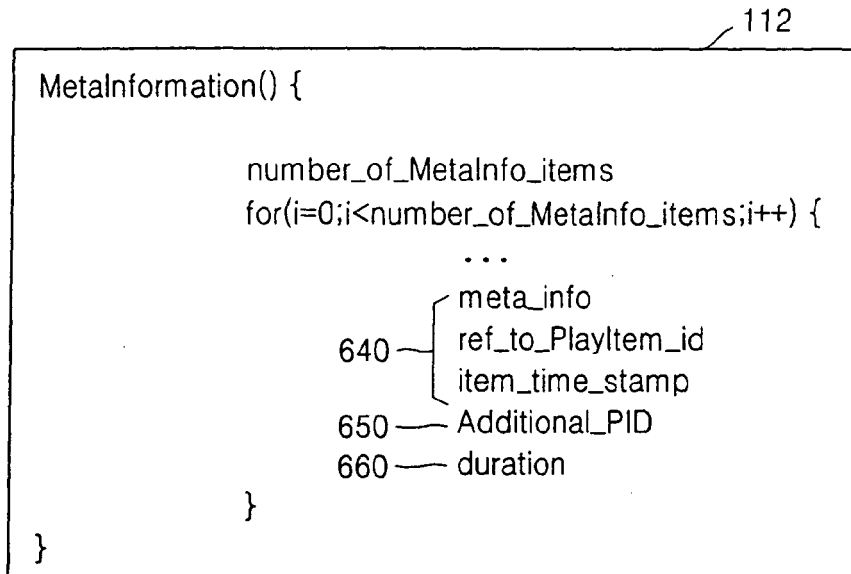 112
MetaInformation() {
number_of_MetaInfo_items
for(i=0;i<number_of_MetaInfo_items;i++) {
...
meta_info
640 ref_to_PlayItem_id
item_time_stamp
650 Additional_PID
660 duration
}
}